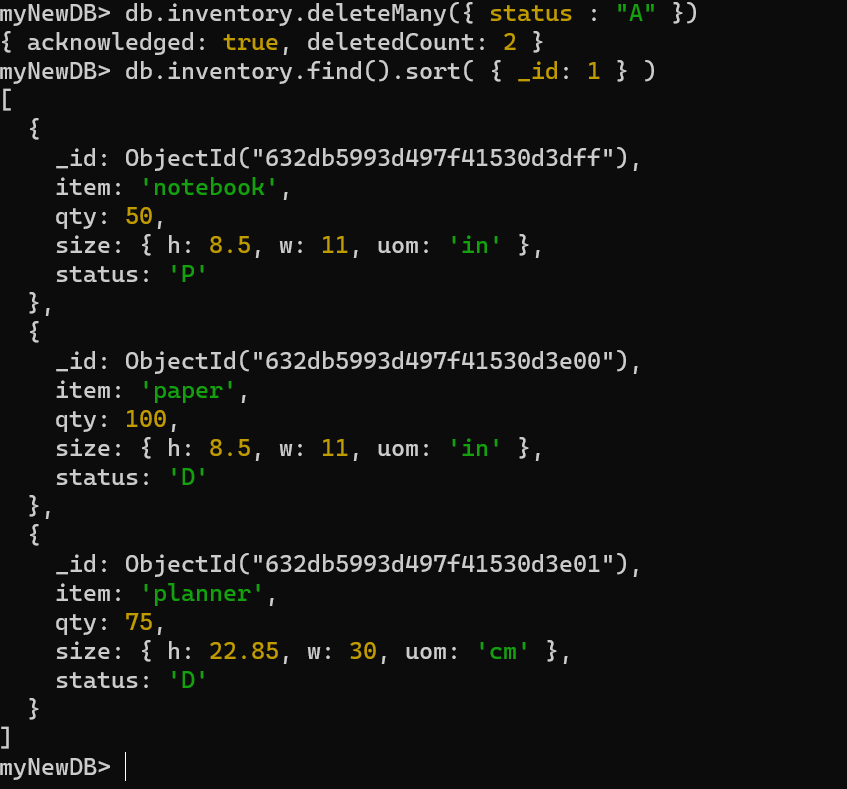 myNewDB> db.inventory.deleteMany({ status : "A" })
{ acknowledged: true, deletedCount: 2 }
myNewDB> db.inventory.find().sort( { _id: 1 } )
[
  {
    _id: ObjectId("632db5993d497f41530d3dff"),
    item: 'notebook',
    qty: 50,
    size: { h: 8.5, w: 11, uom: 'in' },
    status: 'P'
  },
  {
    _id: ObjectId("632db5993d497f41530d3e00"),
    item: 'paper',
    qty: 100,
    size: { h: 8.5, w: 11, uom: 'in' },
    status: 'D'
  },
  {
    _id: ObjectId("632db5993d497f41530d3e01"),
    item: 'planner',
    qty: 75,
    size: { h: 22.85, w: 30, uom: 'cm' },
    status: 'D'
  }
]
myNewDB>